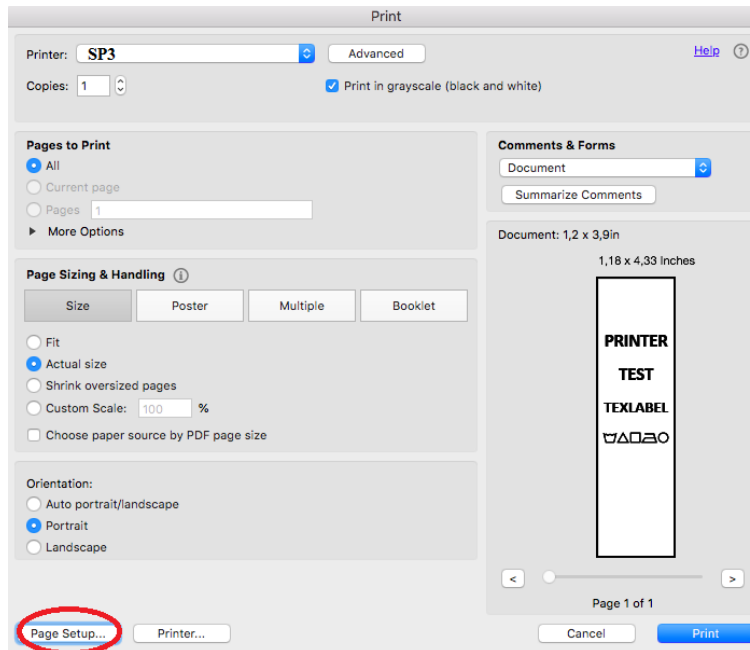 Print
Printer: SP3 Advanced Help ?
Copies: 1 Print in grayscale (black and white)
Pages to Print
All
Current page
Pages 1
More Options
Comments & Forms
Document
Summarize Comments
Page Sizing & Handling i
Size Poster Multiple Booklet
Fit
Actual size
Shrink oversized pages
Custom Scale: 100 %
Choose paper source by PDF page size
Orientation:
Auto portrait/landscape
Portrait
Landscape
Document: 1,2 x 3,9in
1,18 x 4,33 Inches
PRINTER
TEST
TEXLABEL
< >
Page 1 of 1
Page Setup... Printer... Cancel Print